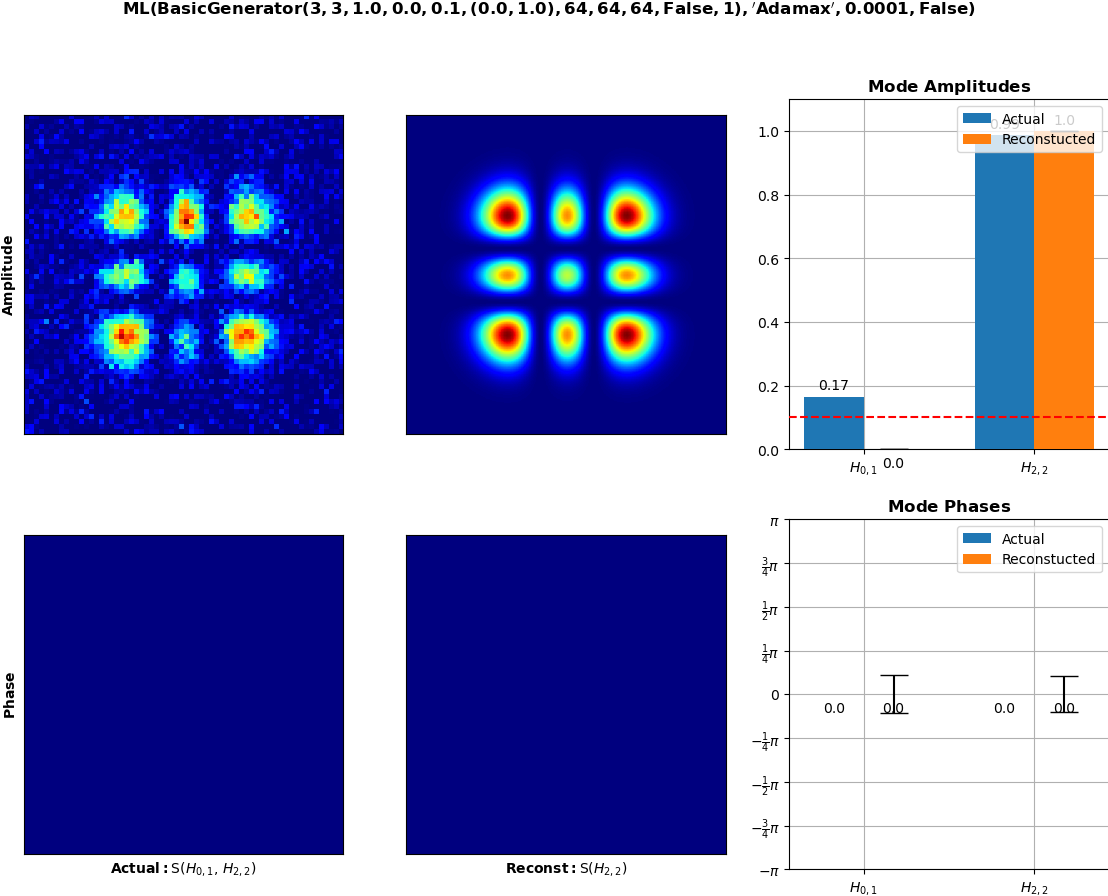 ML(BasicGenerator(3, 3, 1.0, 0.0, 0.1, (0.0, 1.0), 64, 64, 64, False, 1), ′Adamax′, 0.0001, False)
Amplitude
Mode Amplitudes
Actual
Reconstucted
0.99
1.0
1.0
0.8
0.6
0.4
0.2
0.0
0.17
0.0
H0,1
H2,2
Phase
Actual: S(H0,1, H2,2)
Reconst: S(H2,2)
Mode Phases
Actual
Reconstucted
π
3/4π
1/2π
1/4π
0
−1/4π
−1/2π
−3/4π
−π
0.0
0.0
0.0
0.0
H0,1
H2,2